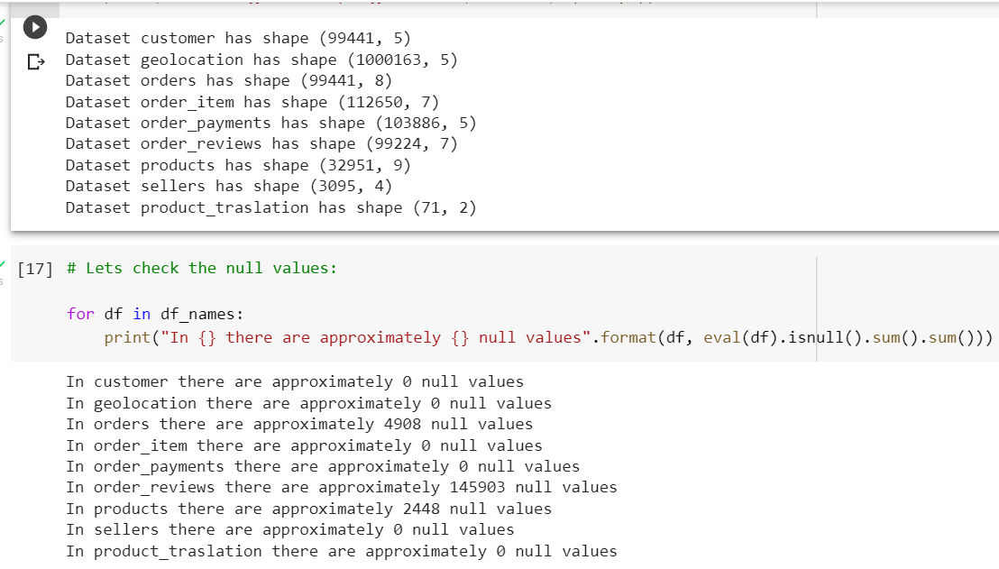 Dataset customer has shape (99441, 5)
Dataset geolocation has shape (1000163, 5)
Dataset orders has shape (99441, 8)
Dataset order_item has shape (112650, 7)
Dataset order_payments has shape (103886, 5)
Dataset order_reviews has shape (99224, 7)
Dataset products has shape (32951, 9)
Dataset sellers has shape (3095, 4)
Dataset product_traslation has shape (71, 2)
[17] # Lets check the null values:
for df in df_names:
print("In {} there are approximately {} null values".format(df, eval(df).isnull().sum().sum()))
In customer there are approximately 0 null values
In geolocation there are approximately 0 null values
In orders there are approximately 4908 null values
In order_item there are approximately 0 null values
In order_payments there are approximately 0 null values
In order_reviews there are approximately 145903 null values
In products there are approximately 2448 null values
In sellers there are approximately 0 null values
In product_traslation there are approximately 0 null values